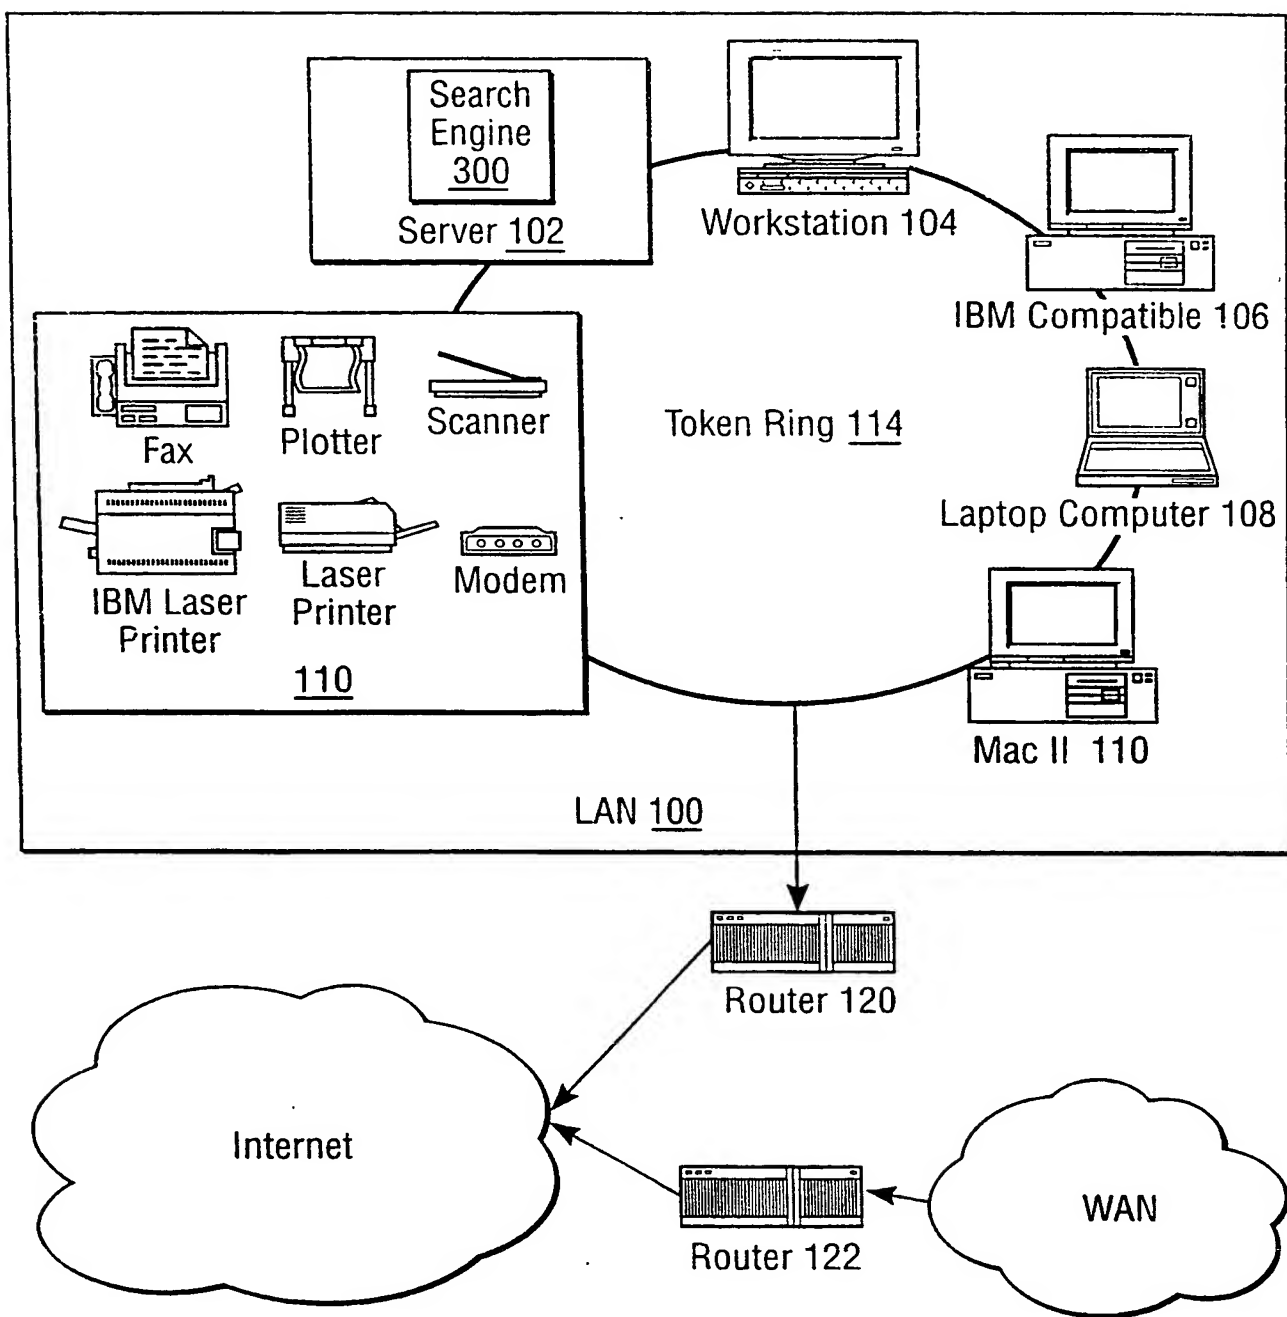 Search
Engine
300
Server 102
Workstation 104
IBM Compatible 106
Fax
Plotter
Scanner
Token Ring 114
Laptop Computer 108
IBM Laser
Printer
Laser
Printer
Modem
110
Mac II 110
LAN 100
Router 120
Internet
WAN
Router 122